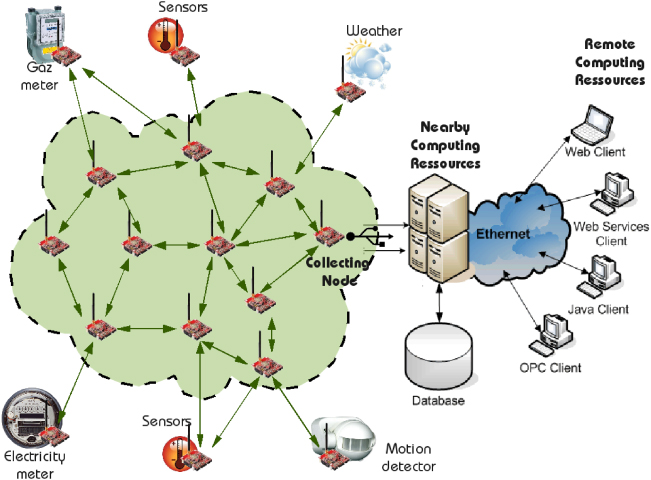 Sensors
Weather
Gaz
meter
Remote
Computing
Ressources
Nearby
Computing
Ressources
Web Client
Ethernet
Web Services
Client
Collecting
Node
Java Client
OPC Client
Database
Electricity
meter
Sensors
Motion
detector